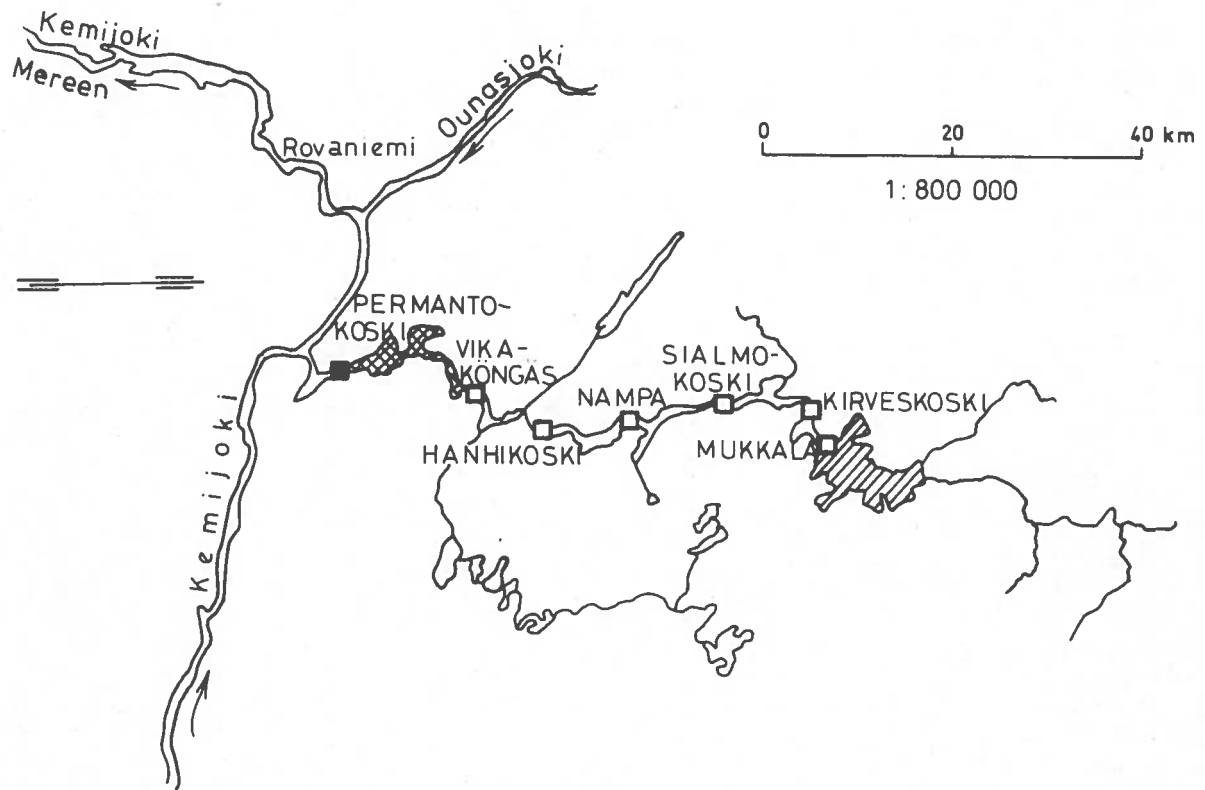 Kemijoki
Mereen
Ounasjoki
Rovaniemi
0 20 40 km
1:800 000
PERMANTO-
KOSKI
VIKA-
KÖNGÄS
SIALMO-
KOSKI
NAMPA
KIRVESKOSKI
HANHIKOSKI
MUKKALA
Kemijoki